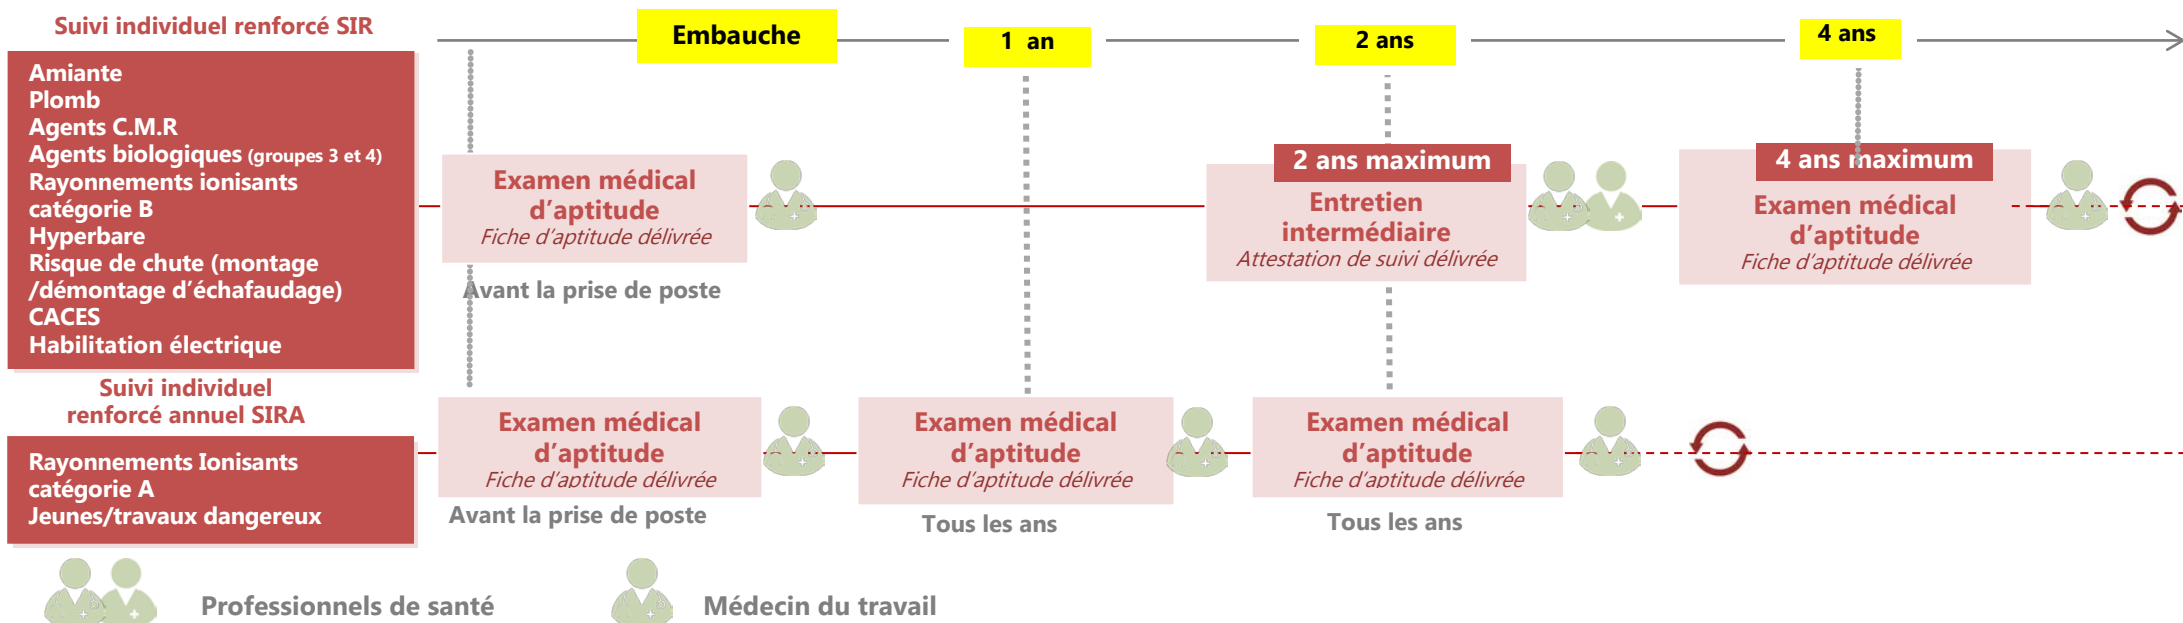 Suivi individuel renforcé SIR
Embauche
1 an
2 ans
4 ans
Amiante
Plomb
Agents C.M.R
Agents biologiques (groupes 3 et 4)
Rayonnements ionisants
catégorie B
Hyperbare
Risque de chute (montage
/démontage d'échafaudage)
CACES
Habilitation électrique
Examen médical
d'aptitude
Fiche d'aptitude délivrée
Avant la prise de poste
2 ans maximum
Entretien
intermédiaire
Attestation de suivi délivrée
4 ans maximum
Examen médical
d'aptitude
Fiche d'aptitude délivrée
Suivi individuel
renforcé annuel SIRA
Rayonnements Ionisants
catégorie A
Jeunes/travaux dangereux
Examen médical
d'aptitude
Fiche d'aptitude délivrée
Avant la prise de poste
Examen médical
d'aptitude
Fiche d'aptitude délivrée
Tous les ans
Examen médical
d'aptitude
Fiche d'aptitude délivrée
Tous les ans
Professionnels de santé
Médecin du travail